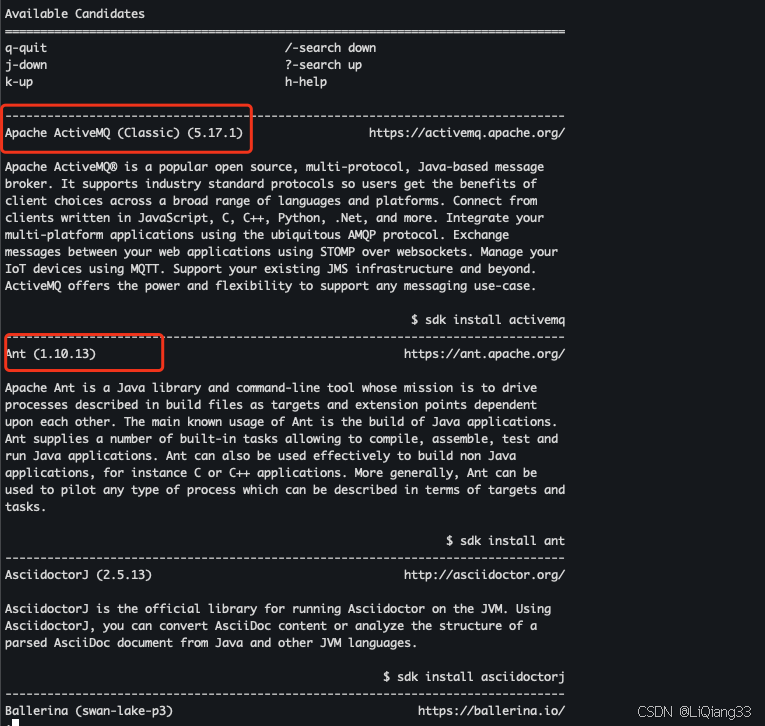 Available Candidates
================================================================================
q-quit                                  /-search down
j-down                                  ?-search up
k-up                                    h-help
--------------------------------------------------------------------------------
Apache ActiveMQ (Classic) (5.17.1)                  https://activemq.apache.org/
Apache ActiveMQ® is a popular open source, multi-protocol, Java-based message
broker. It supports industry standard protocols so users get the benefits of
client choices across a broad range of languages and platforms. Connect from
clients written in JavaScript, C, C++, Python, .Net, and more. Integrate your
multi-platform applications using the ubiquitous AMQP protocol. Exchange
messages between your web applications using STOMP over websockets. Manage your
IoT devices using MQTT. Support your existing JMS infrastructure and beyond.
ActiveMQ offers the power and flexibility to support any messaging use-case.
$ sdk install activemq
--------------------------------------------------------------------------------
Ant (1.10.13)                                            https://ant.apache.org/
Apache Ant is a Java library and command-line tool whose mission is to drive
processes described in build files as targets and extension points dependent
upon each other. The main known usage of Ant is the build of Java applications.
Ant supplies a number of built-in tasks allowing to compile, assemble, test and
run Java applications. Ant can also be used effectively to build non Java
applications, for instance C or C++ applications. More generally, Ant can be
used to pilot any type of process which can be described in terms of targets and
tasks.
$ sdk install ant
--------------------------------------------------------------------------------
AsciidoctorJ (2.5.13)                                    http://asciidoctor.org/
AsciidoctorJ is the official library for running Asciidoctor on the JVM. Using
AsciidoctorJ, you can convert AsciiDoc content or analyze the structure of a
parsed AsciiDoc document from Java and other JVM languages.
$ sdk install asciidoctorj
--------------------------------------------------------------------------------
Ballerina (swan-lake-p3)                                   https://ballerina.io/
:
CSDN @LiQiang33